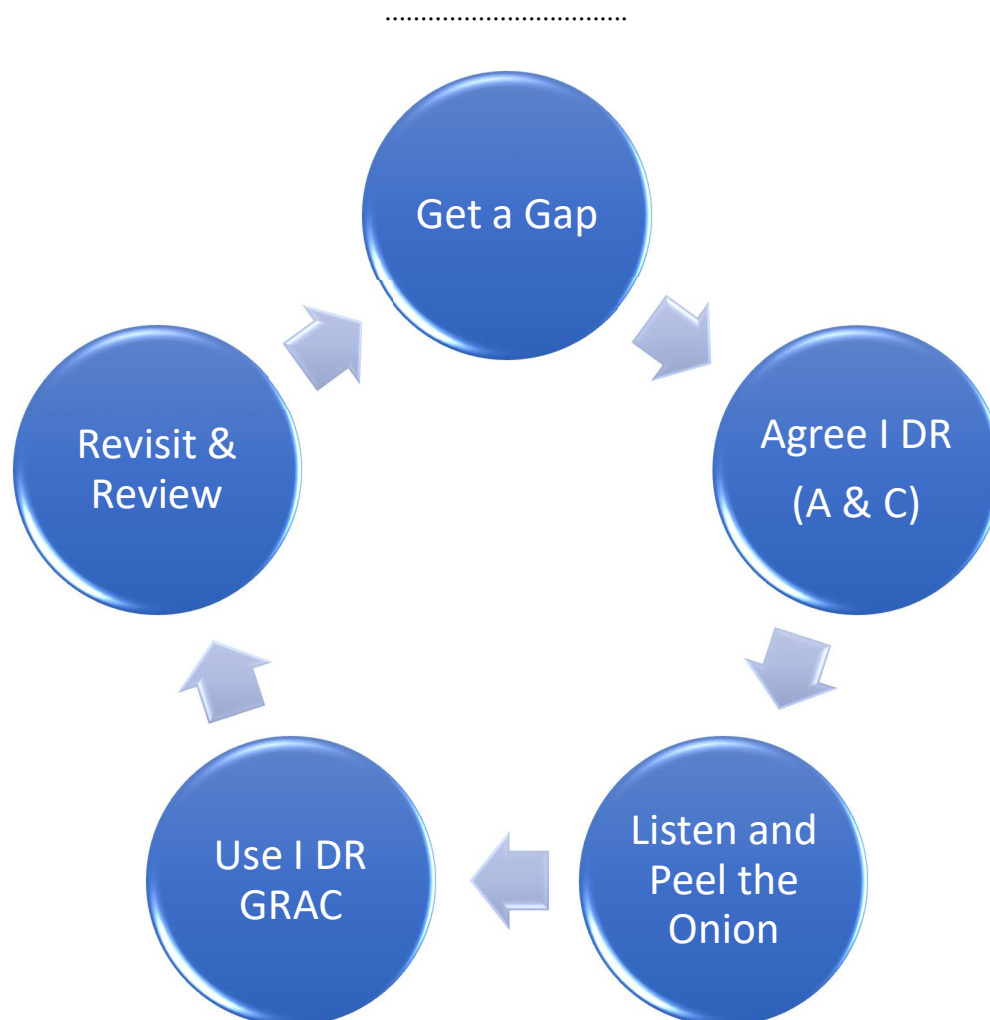 ....................................
Get a Gap
Agree I DR
(A & C)
Listen and
Peel the
Onion
Use I DR
GRAC
Revisit &
Review